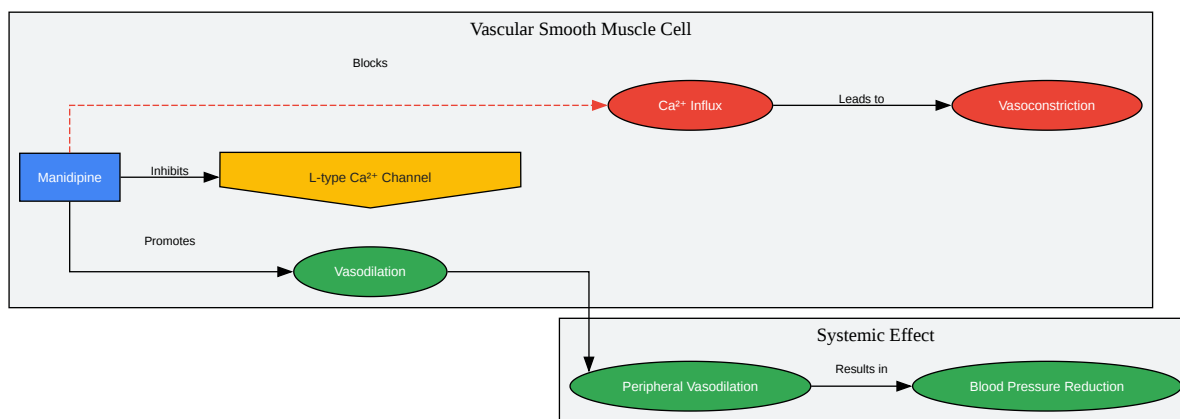 Vascular Smooth Muscle Cell
Blocks
Ca²⁺ Influx
Leads to
Vasoconstriction
Manidipine
Inhibits
L-type Ca²⁺ Channel
Promotes
Vasodilation
Systemic Effect
Peripheral Vasodilation
Results in
Blood Pressure Reduction